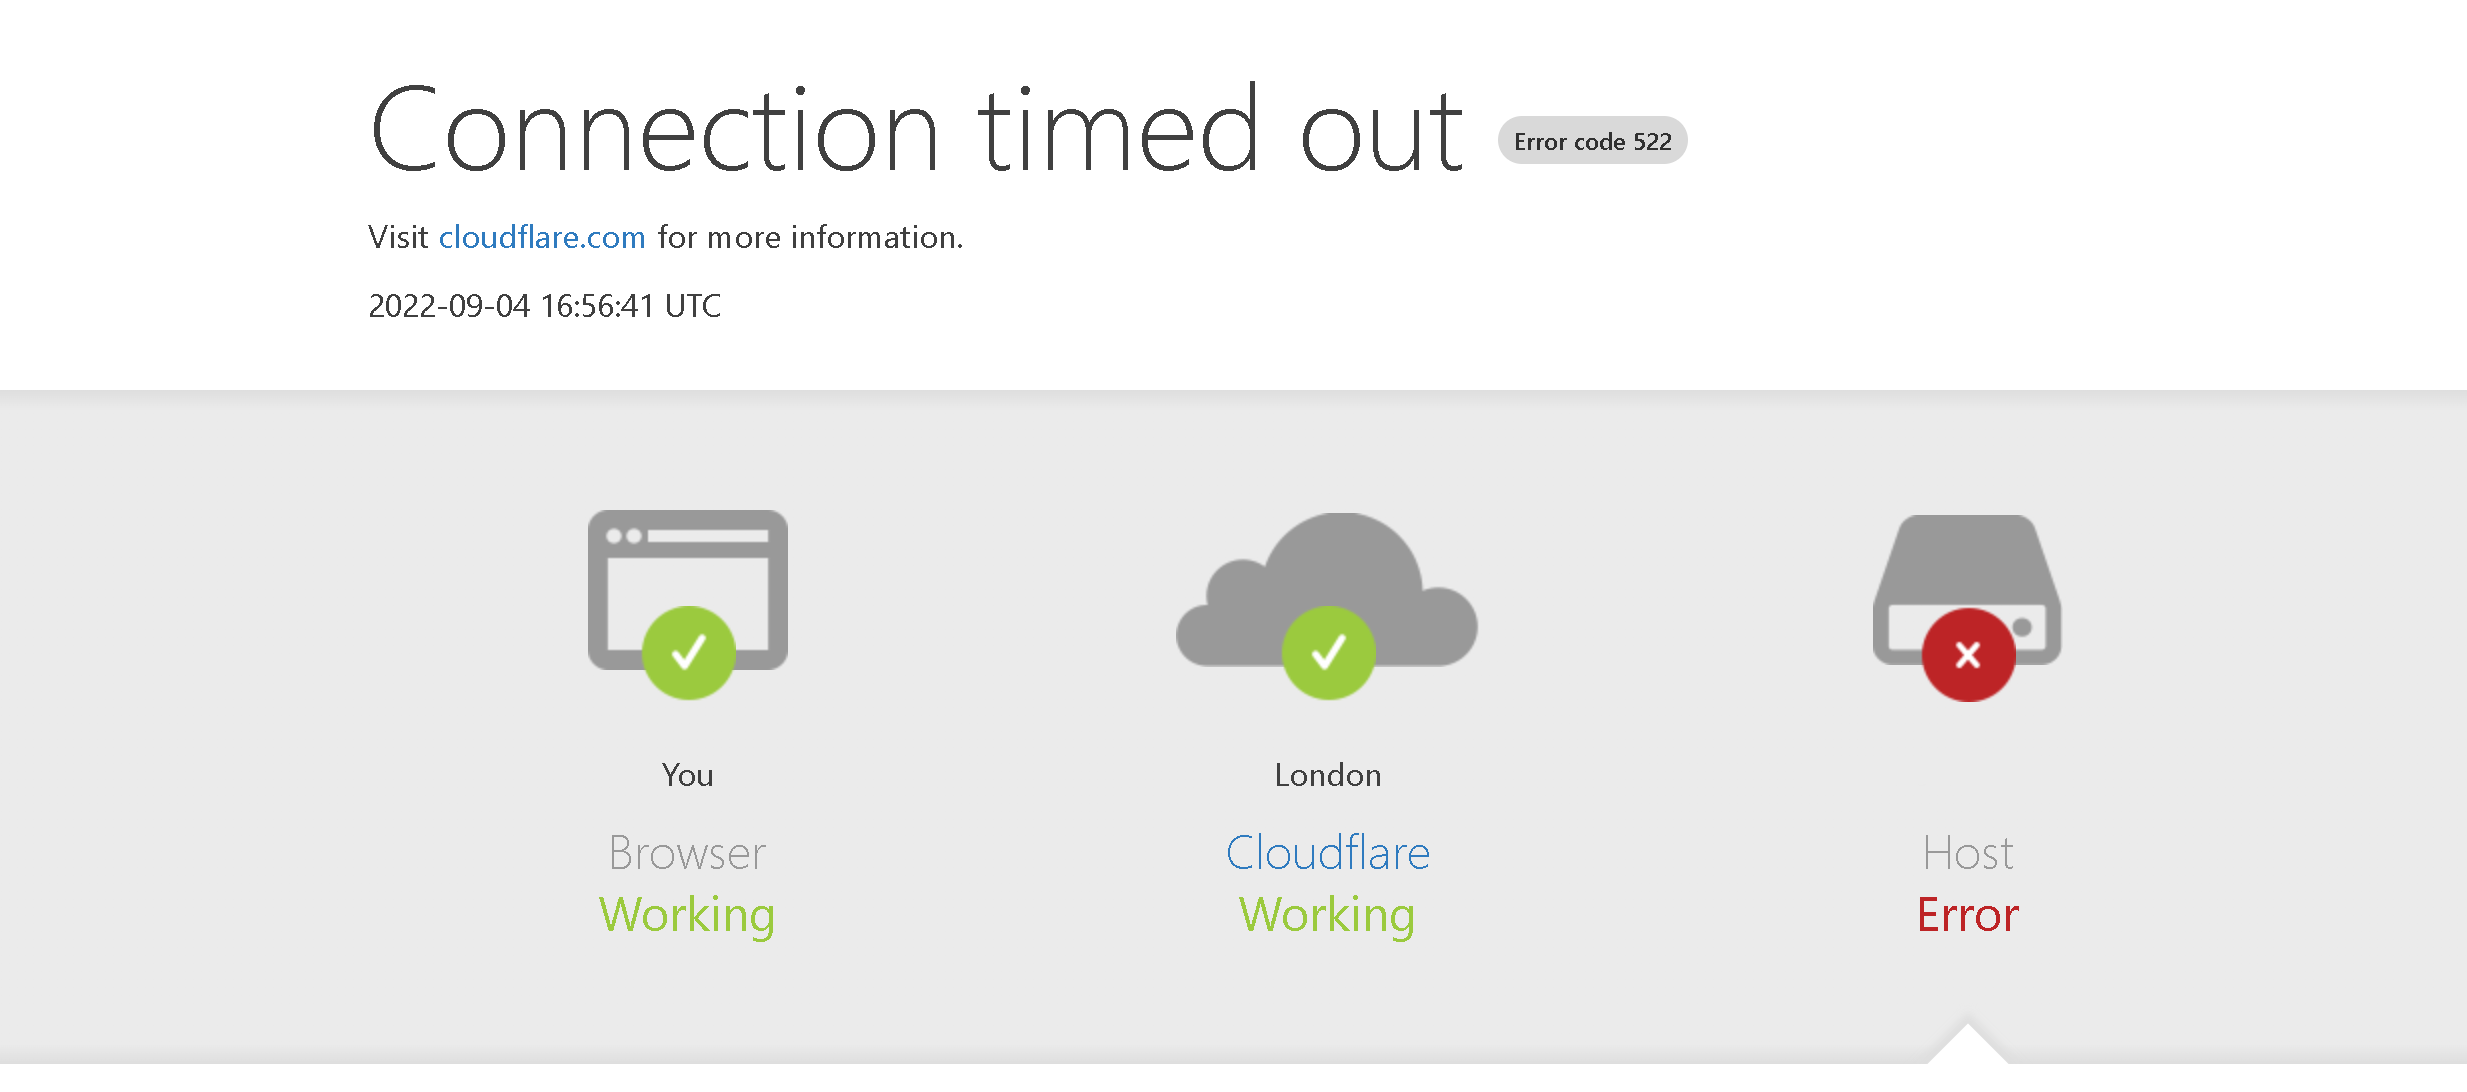 Connection timed out Error code 522
Visit cloudflare.com for more information.
2022-09-04 16:56:41 UTC
You
Browser
Working
London
Cloudflare
Working
Host
Error